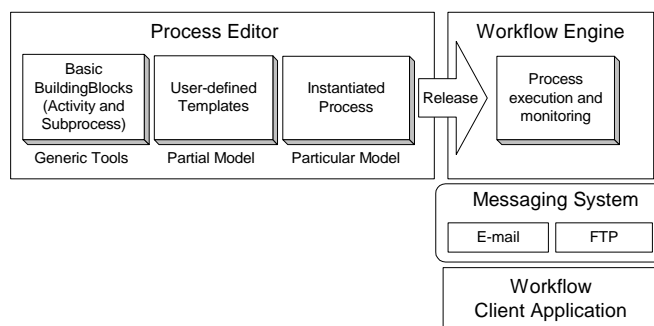 Process Editor
Basic
BuildingBlocks
(Activity and
Subprocess)
User-defined
Templates
Instantiated
Process
Generic Tools
Partial Model
Particular Model
Release
Workflow Engine
Process
execution and
monitoring
Messaging System
E-mail
FTP
Workflow
Client Application